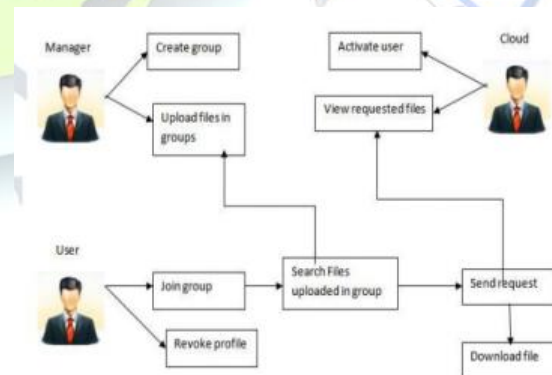 Manager
Create group
Upload files in
groups
Activate user
View requested files
Cloud
User
Join group
Revoke profile
Search Files
uploaded in group
Send request
Download file